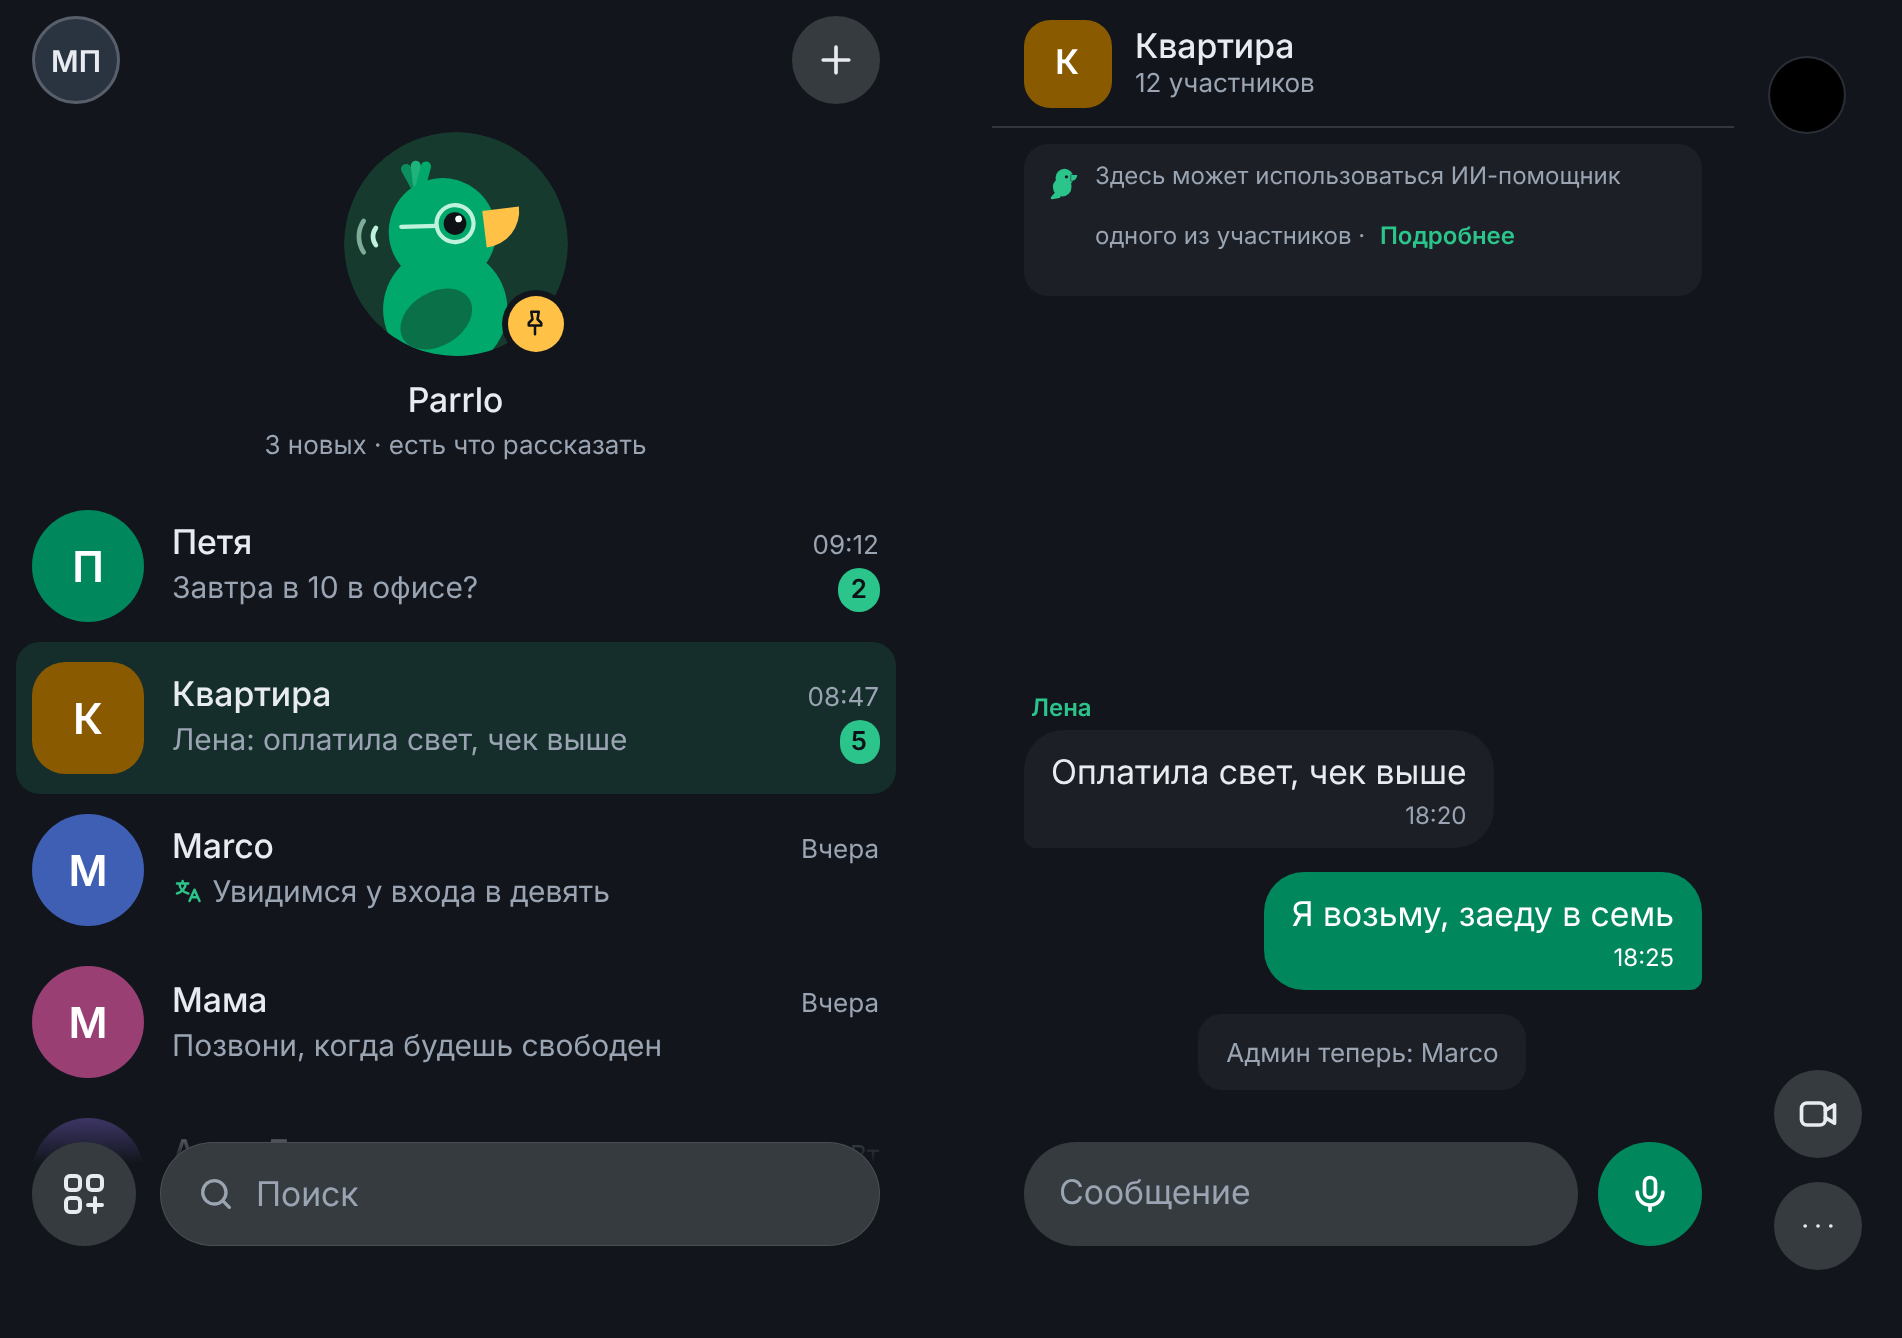 МП
Parrlo
3 новых · есть что рассказать
П
Петя
09:12
Завтра в 10 в офисе?
2
К
Квартира
08:47
Лена: оплатила свет, чек выше
5
M
Marco
Вчера
Увидимся у входа в девять
М
Мама
Вчера
Позвони, когда будешь свободен
Поиск
К
Квартира
12 участников
Здесь может использоваться ИИ-помощник
одного из участников · Подробнее
Лена
Оплатила свет, чек выше
18:20
Я возьму, заеду в семь
18:25
Админ теперь: Marco
Сообщение